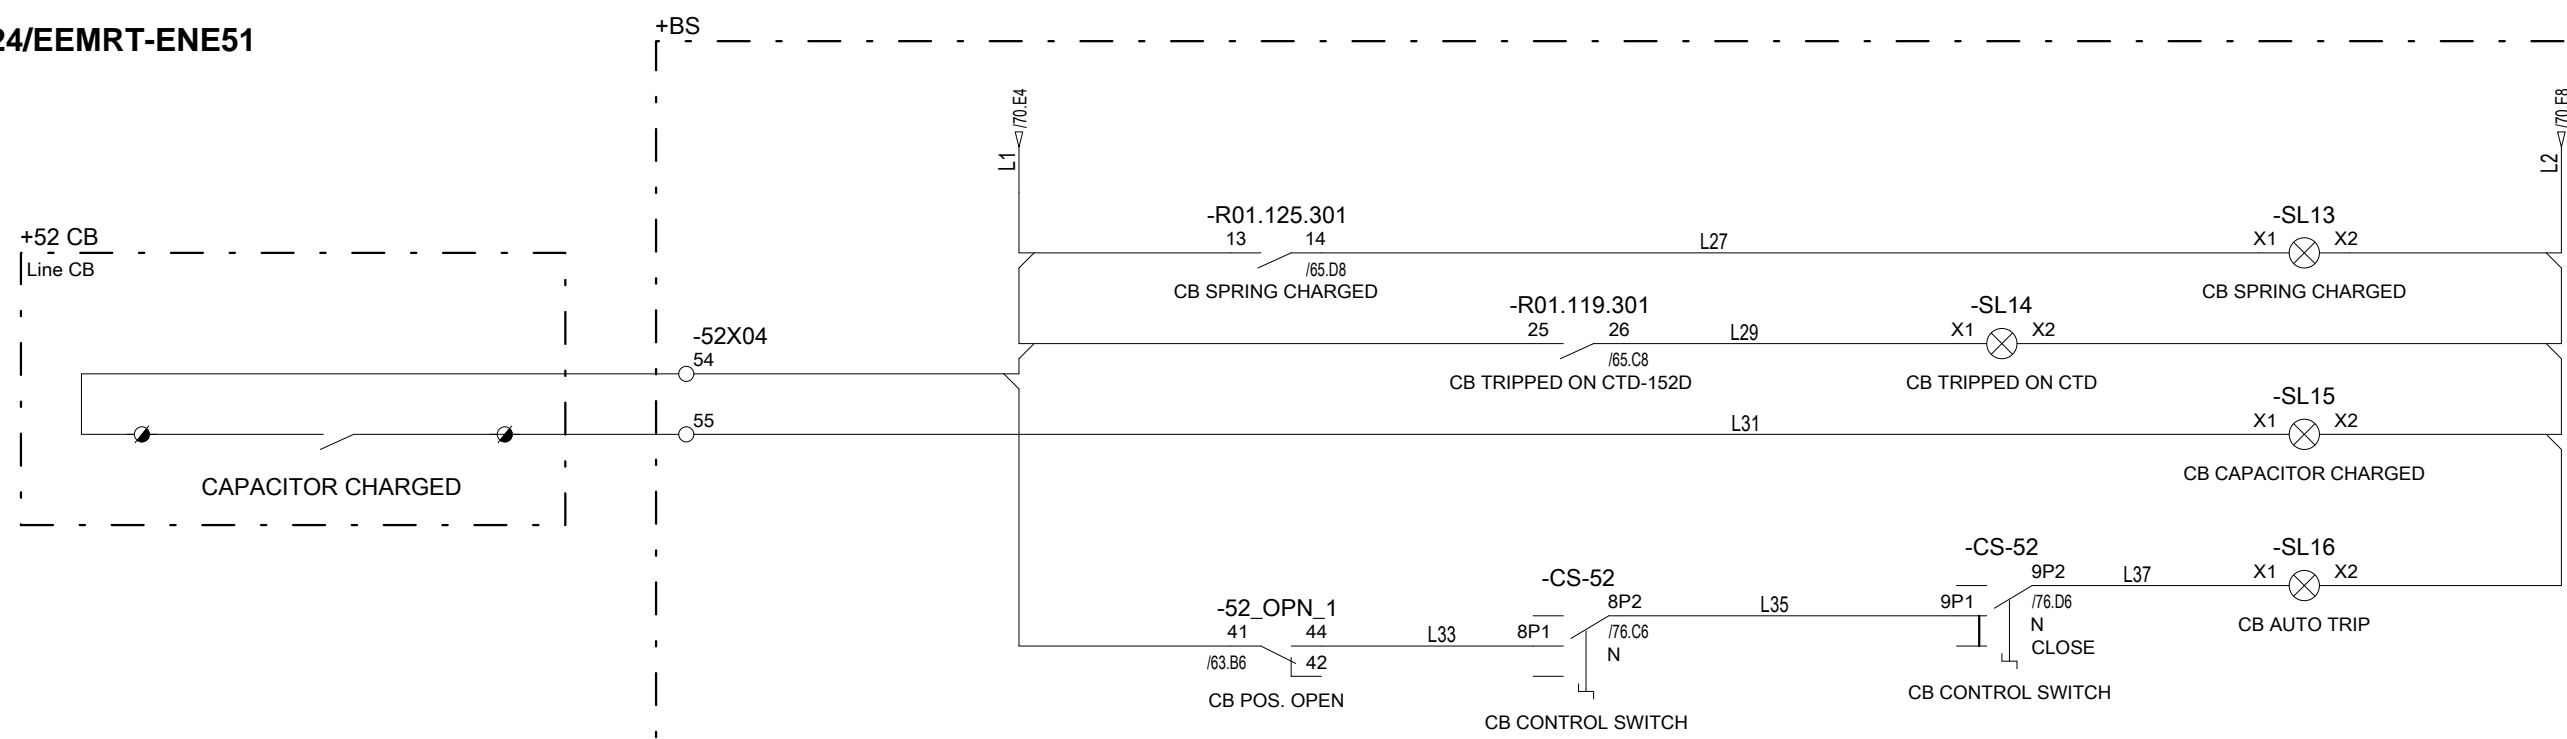 24/EEMRT-ENE51
+BS
/70.E4
/70.E8
L1
L2
-R01.125.301
13 14
/65.D8
CB SPRING CHARGED
L27
-SL13
X1 X2
CB SPRING CHARGED
+52 CB
Line CB
-R01.119.301
25 26
/65.C8
CB TRIPPED ON CTD-152D
L29
-SL14
X1 X2
CB TRIPPED ON CTD
-52X04
54
55
L31
-SL15
X1 X2
CB CAPACITOR CHARGED
CAPACITOR CHARGED
-52_OPN_1
41 44
/63.B6 42
CB POS. OPEN
L33
-CS-52
8P1 8P2
/76.C6
N
CB CONTROL SWITCH
L35
-CS-52
9P1 9P2
/76.D6
N
CLOSE
CB CONTROL SWITCH
L37
-SL16
X1 X2
CB AUTO TRIP